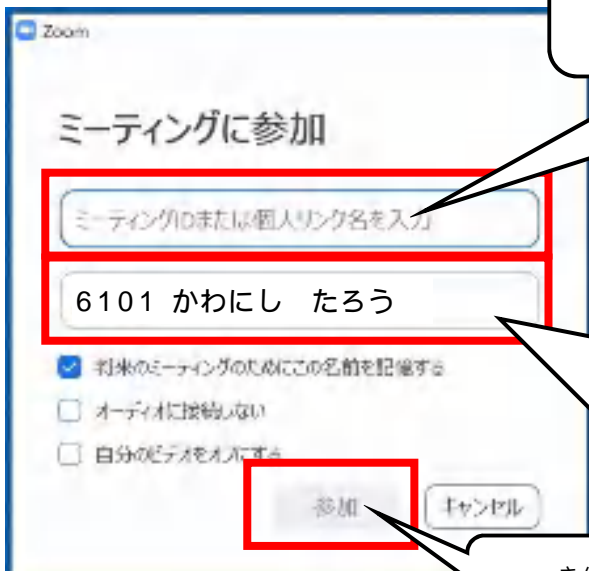 Zoom
ミーティングに参加
ミーティングIDまたは個人リンク名を入力
6101 かわにし たろう
将来のミーティングのためにこの名前を記憶する
オーディオに接続しない
自分のビデオをオフにする
参加
キャンセル